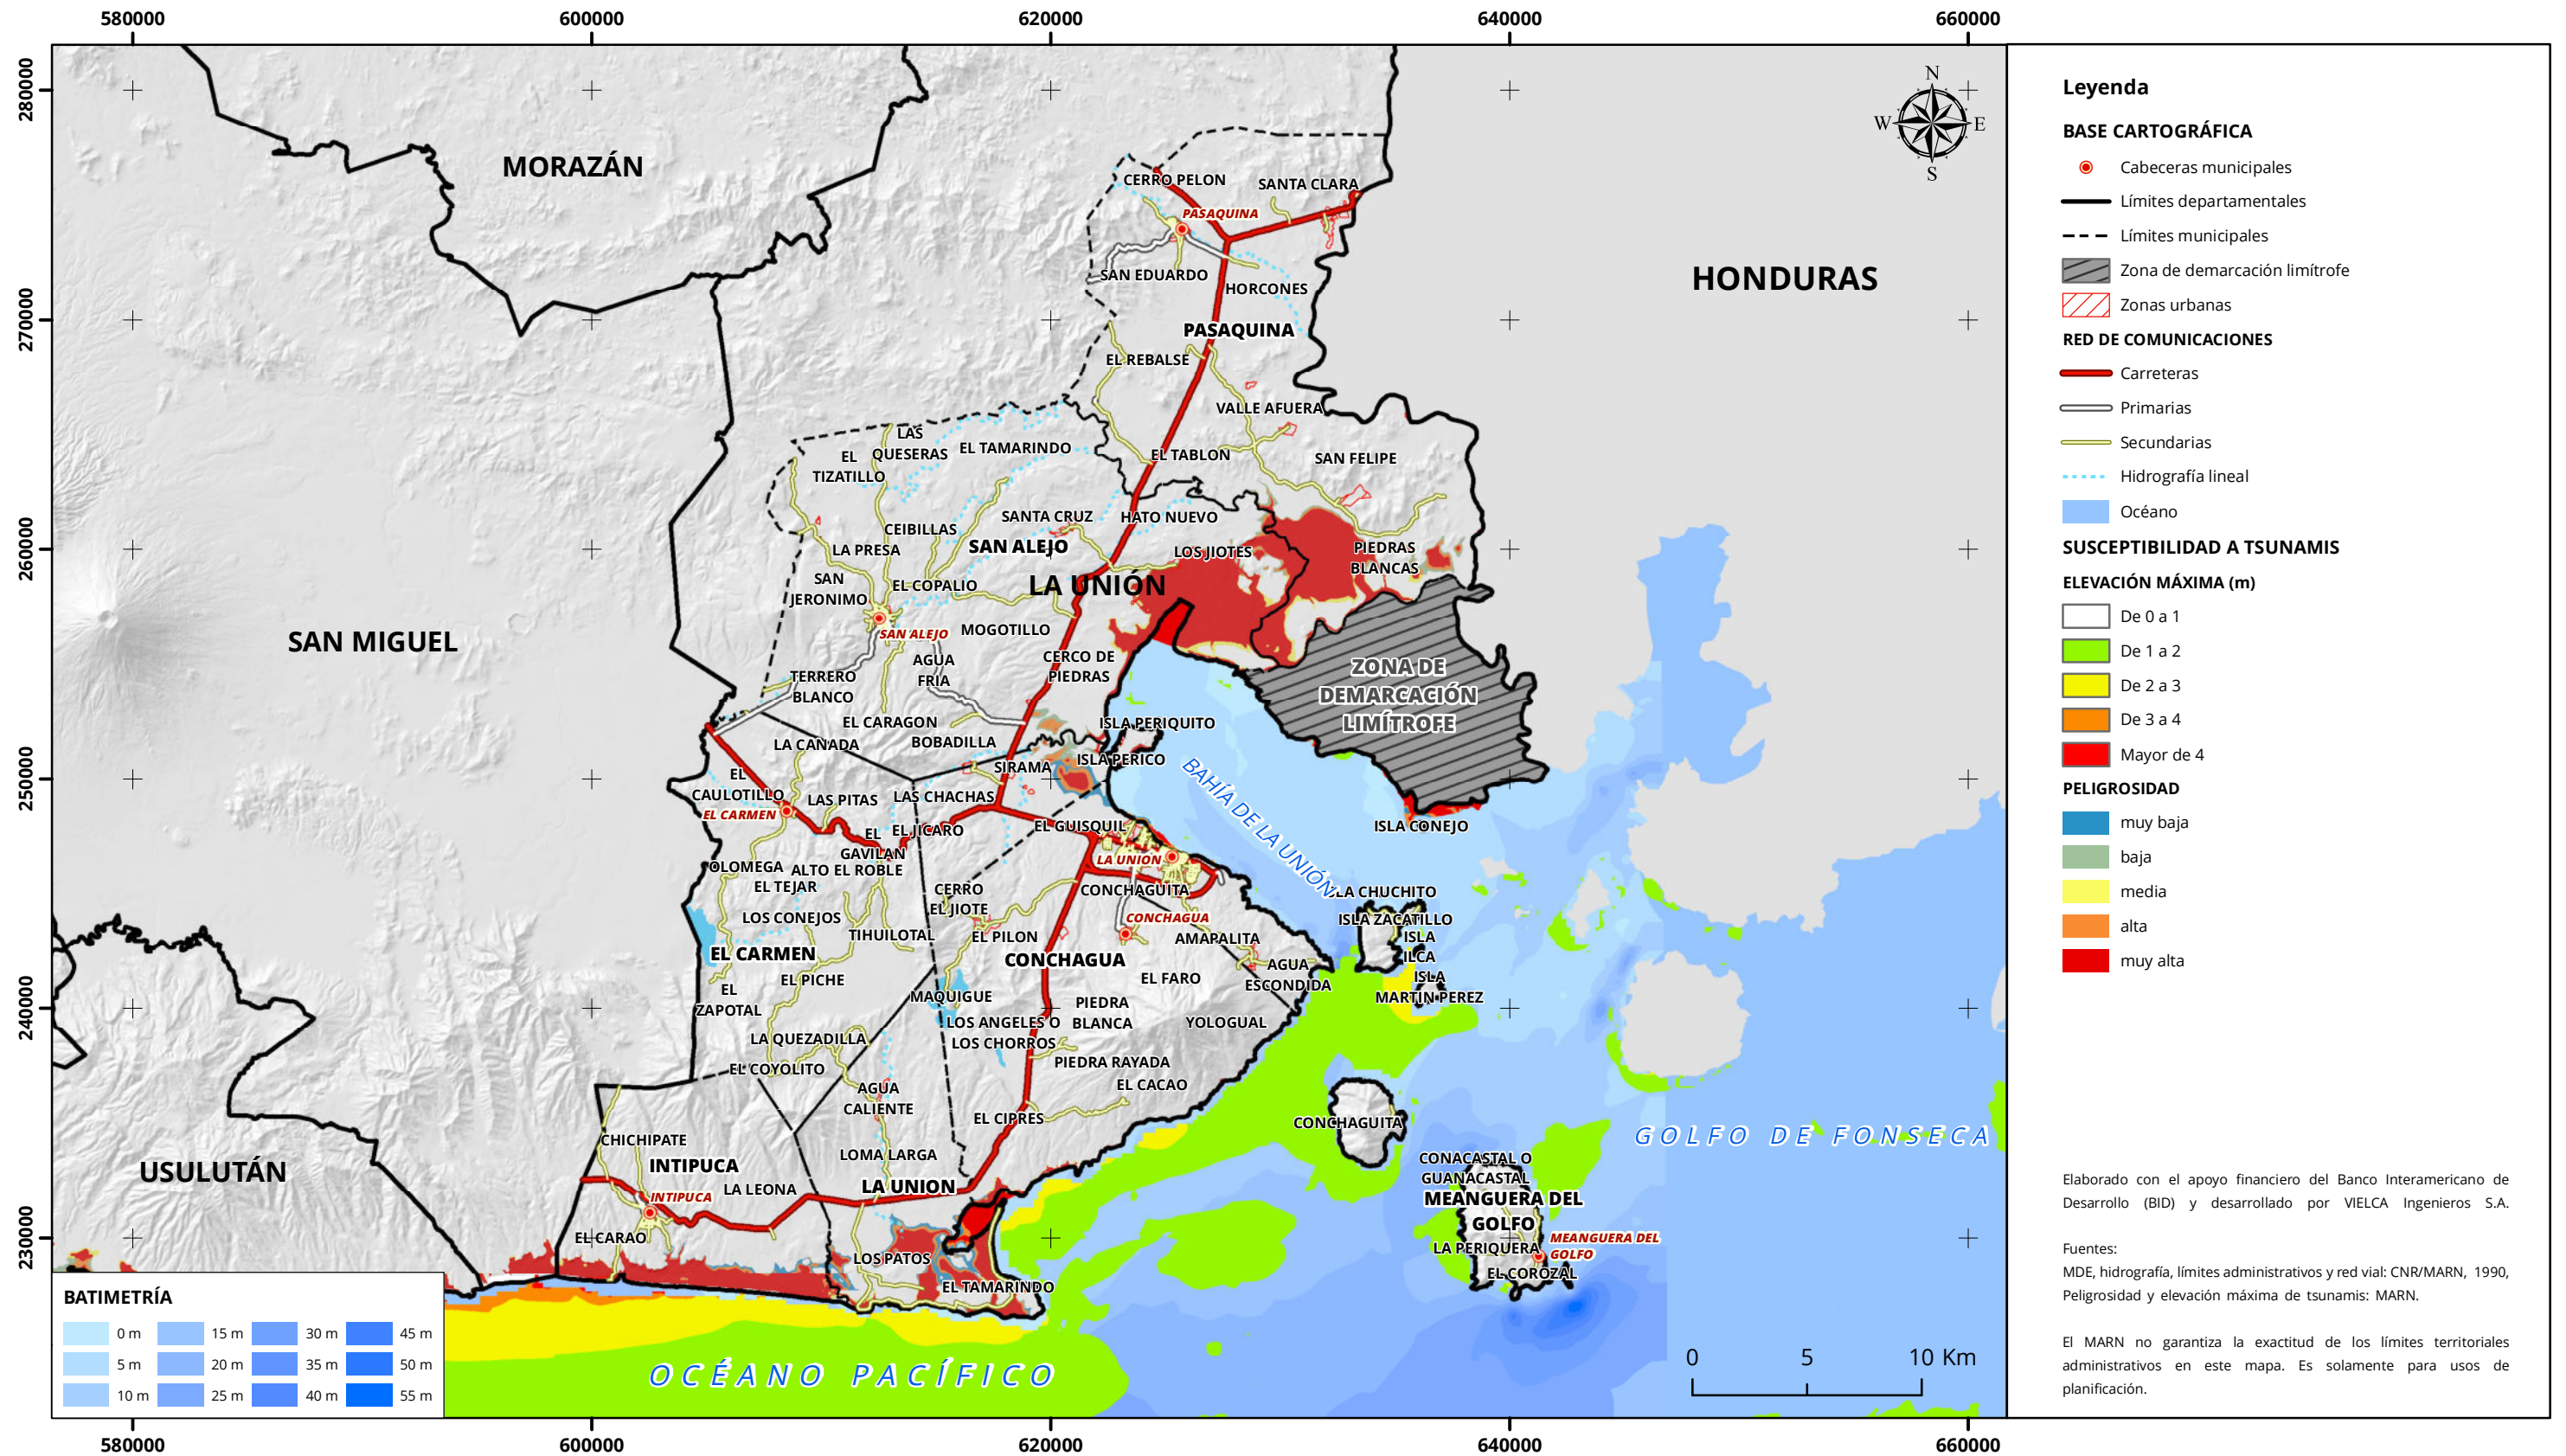 580000
600000
620000
640000
660000
280000
270000
260000
250000
240000
230000
N
W
E
S
MORAZÁN
HONDURAS
SAN MIGUEL
USULUTÁN
LA UNIÓN
CERRO PELON
SANTA CLARA
PASAQUINA
SAN EDUARDO
HORCONES
PASAQUINA
EL REBALSE
VALLE AFUERA
LAS
QUESERAS
EL TAMARINDO
EL
TIZATILLO
EL TABLON
SAN FELIPE
SANTA CRUZ
HATO NUEVO
CEIBILLAS
LA PRESA
SAN ALEJO
LOS JIOTES
PIEDRAS
BLANCAS
SAN
JERONIMO
EL COPALIO
SAN ALEJO
MOGOTILLO
AGUA
FRIA
CERCO DE
PIEDRAS
TERRERO
BLANCO
ZONA DE
DEMARCACIÓN
LIMÍTROFE
EL CARAGON
BOBADILLA
ISLA PERIQUITO
LA CAÑADA
SIRAMA
ISLA PERICO
BAHÍA DE LA UNIÓN
EL
CAULOTILLO
LAS PITAS
LAS CHACHAS
EL CARMEN
EL JICARO
EL GUISQUIL
ISLA CONEJO
EL
GAVILAN
LA UNION
OLOMEGA
ALTO EL ROBLE
EL TEJAR
CERRO
EL JIOTE
CONCHAGUITA
ISLA CHUCHITO
LOS CONEJOS
CONCHAGUA
ISLA ZACATILLO
TIHUILOTAL
EL PILON
AMAPALITA
ISLA
ILCA
EL CARMEN
CONCHAGUA
EL PICHE
EL FARO
AGUA
ESCONDIDA
ISLA
MARTIN PEREZ
EL
ZAPOTAL
MAQUIGUE
PIEDRA
BLANCA
LOS ANGELES O
LOS CHORROS
YOLOGUAL
LA QUEZADILLA
PIEDRA RAYADA
EL COYOLITO
EL CACAO
AGUA
CALIENTE
EL CIPRES
CONCHAGUITA
GOLFO DE FONSECA
CHICHIPATE
LOMA LARGA
CONACASTAL O
GUANACASTAL
INTIPUCA
LA LEONA
LA UNION
MEANGUERA DEL
GOLFO
INTIPUCA
EL CARAO
MEANGUERA DEL
GOLFO
LA PERIQUERA
LOS PATOS
EL COROZAL
EL TAMARINDO
OCÉANO PACÍFICO
0 5 10 Km
BATIMETRÍA
0 m 15 m 30 m 45 m
5 m 20 m 35 m 50 m
10 m 25 m 40 m 55 m
580000
600000
620000
640000
660000
Leyenda
BASE CARTOGRÁFICA
Cabeceras municipales
Límites departamentales
Límites municipales
Zona de demarcación limítrofe
Zonas urbanas
RED DE COMUNICACIONES
Carreteras
Primarias
Secundarias
Hidrografía lineal
Océano
SUSCEPTIBILIDAD A TSUNAMIS
ELEVACIÓN MÁXIMA (m)
De 0 a 1
De 1 a 2
De 2 a 3
De 3 a 4
Mayor de 4
PELIGROSIDAD
muy baja
baja
media
alta
muy alta
Elaborado con el apoyo financiero del Banco Interamericano de
Desarrollo (BID) y desarrollado por VIELCA Ingenieros S.A.
Fuentes:
MDE, hidrografía, límites administrativos y red vial: CNR/MARN, 1990,
Peligrosidad y elevación máxima de tsunamis: MARN.
El MARN no garantiza la exactitud de los límites territoriales
administrativos en este mapa. Es solamente para usos de
planificación.